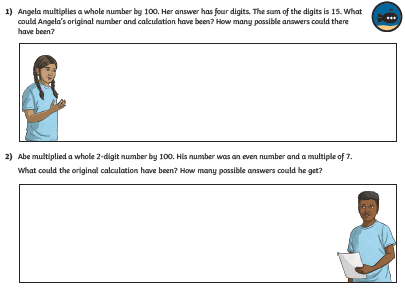 1) Angela multiplies a whole number by 100. Her answer has four digits. The sum of the digits is 15. What
could Angela's original number and calculation have been? How many possible answers could there
have been?
2) Abe multiplied a whole 2-digit number by 100. His number was an even number and a multiple of 7.
What could the original calculation have been? How many possible answers could he get?